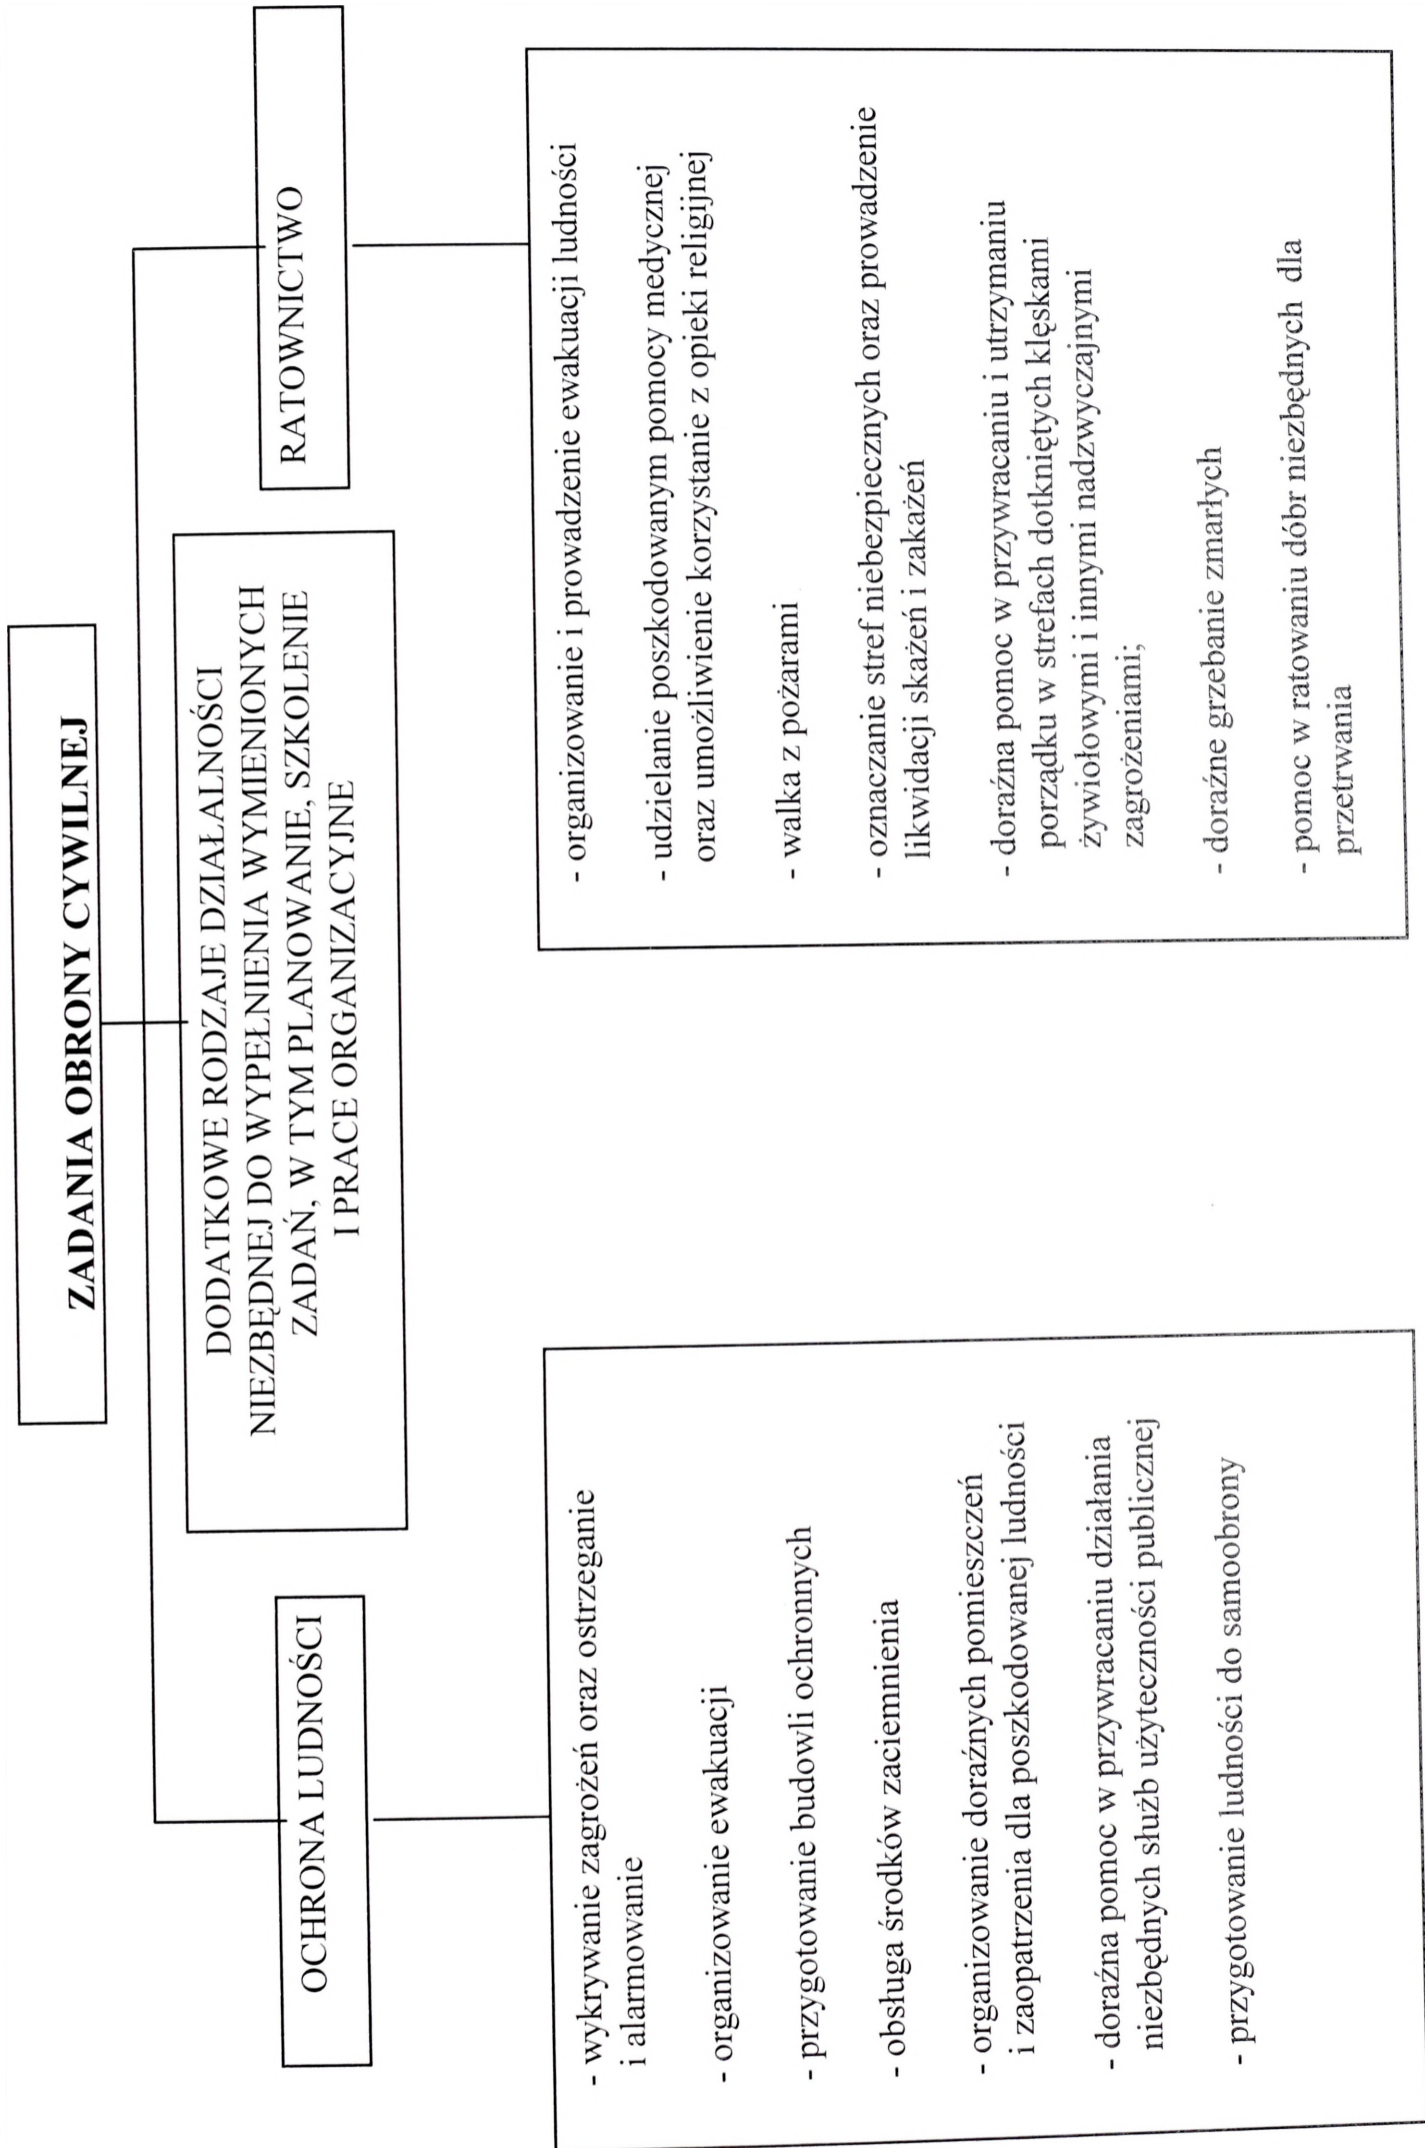 ZADANIA OBRONY CYWILNEJ
OCHRONA LUDNOŚCI
DODATKOWE RODZAJE DZIAŁALNOŚCI
NIEZBĘDNEJ DO WYPEŁNIENIA WYMIENIONYCH
ZADAŃ, W TYM PLANOWANIE, SZKOLENIE
I PRACE ORGANIZACYJNE
RATOWNICTWO
- wykrywanie zagrożeń oraz ostrzeganie
i alarmowanie
- organizowanie ewakuacji
- przygotowanie budowli ochronnych
- obsługa środków zaciemnienia
- organizowanie doraźnych pomieszczeń
i zaopatrzenia dla poszkodowanej ludności
- doraźna pomoc w przywracaniu działania
niezbędnych służb użyteczności publicznej
- przygotowanie ludności do samoobrony
- organizowanie i prowadzenie ewakuacji ludności
- udzielanie poszkodowanym pomocy medycznej
oraz umożliwienie korzystanie z opieki religijnej
- walka z pożarami
- oznaczanie stref niebezpiecznych oraz prowadzenie
likwidacji skażeń i zakażeń
- doraźna pomoc w przywracaniu i utrzymaniu
porządku w strefach dotkniętych klęskami
żywiołowymi i innymi nadzwyczajnymi
zagrożeniami;
- doraźne grzebanie zmarłych
- pomoc w ratowaniu dóbr niezbędnych dla
przetrwania